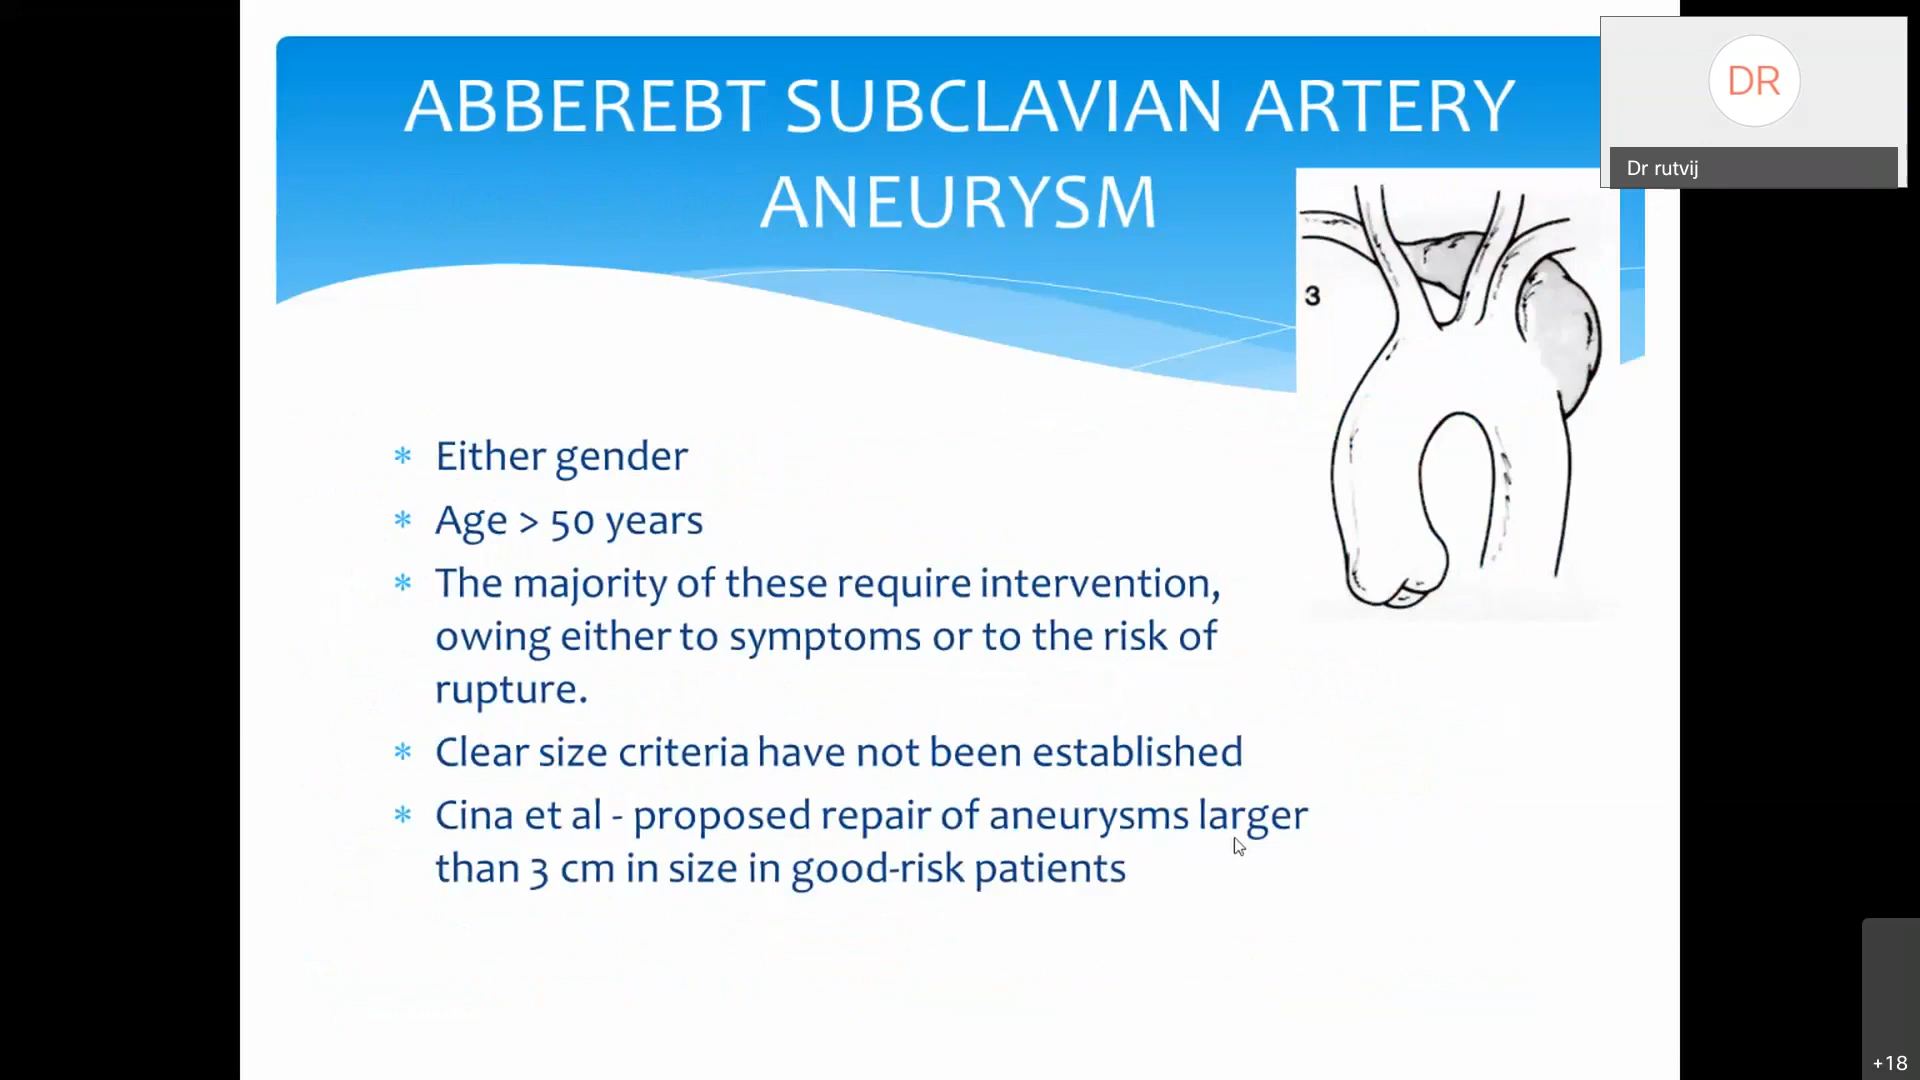 ABBEREBT SUBCLAVIAN ARTERY
ANEURYSM
DR
Dr rutvij
3
* Either gender
* Age > 50 years
* The majority of these require intervention,
owing either to symptoms or to the risk of
rupture.
* Clear size criteria have not been established
* Cina et al - proposed repair of aneurysms larger
than 3 cm in size in good-risk patients
+18